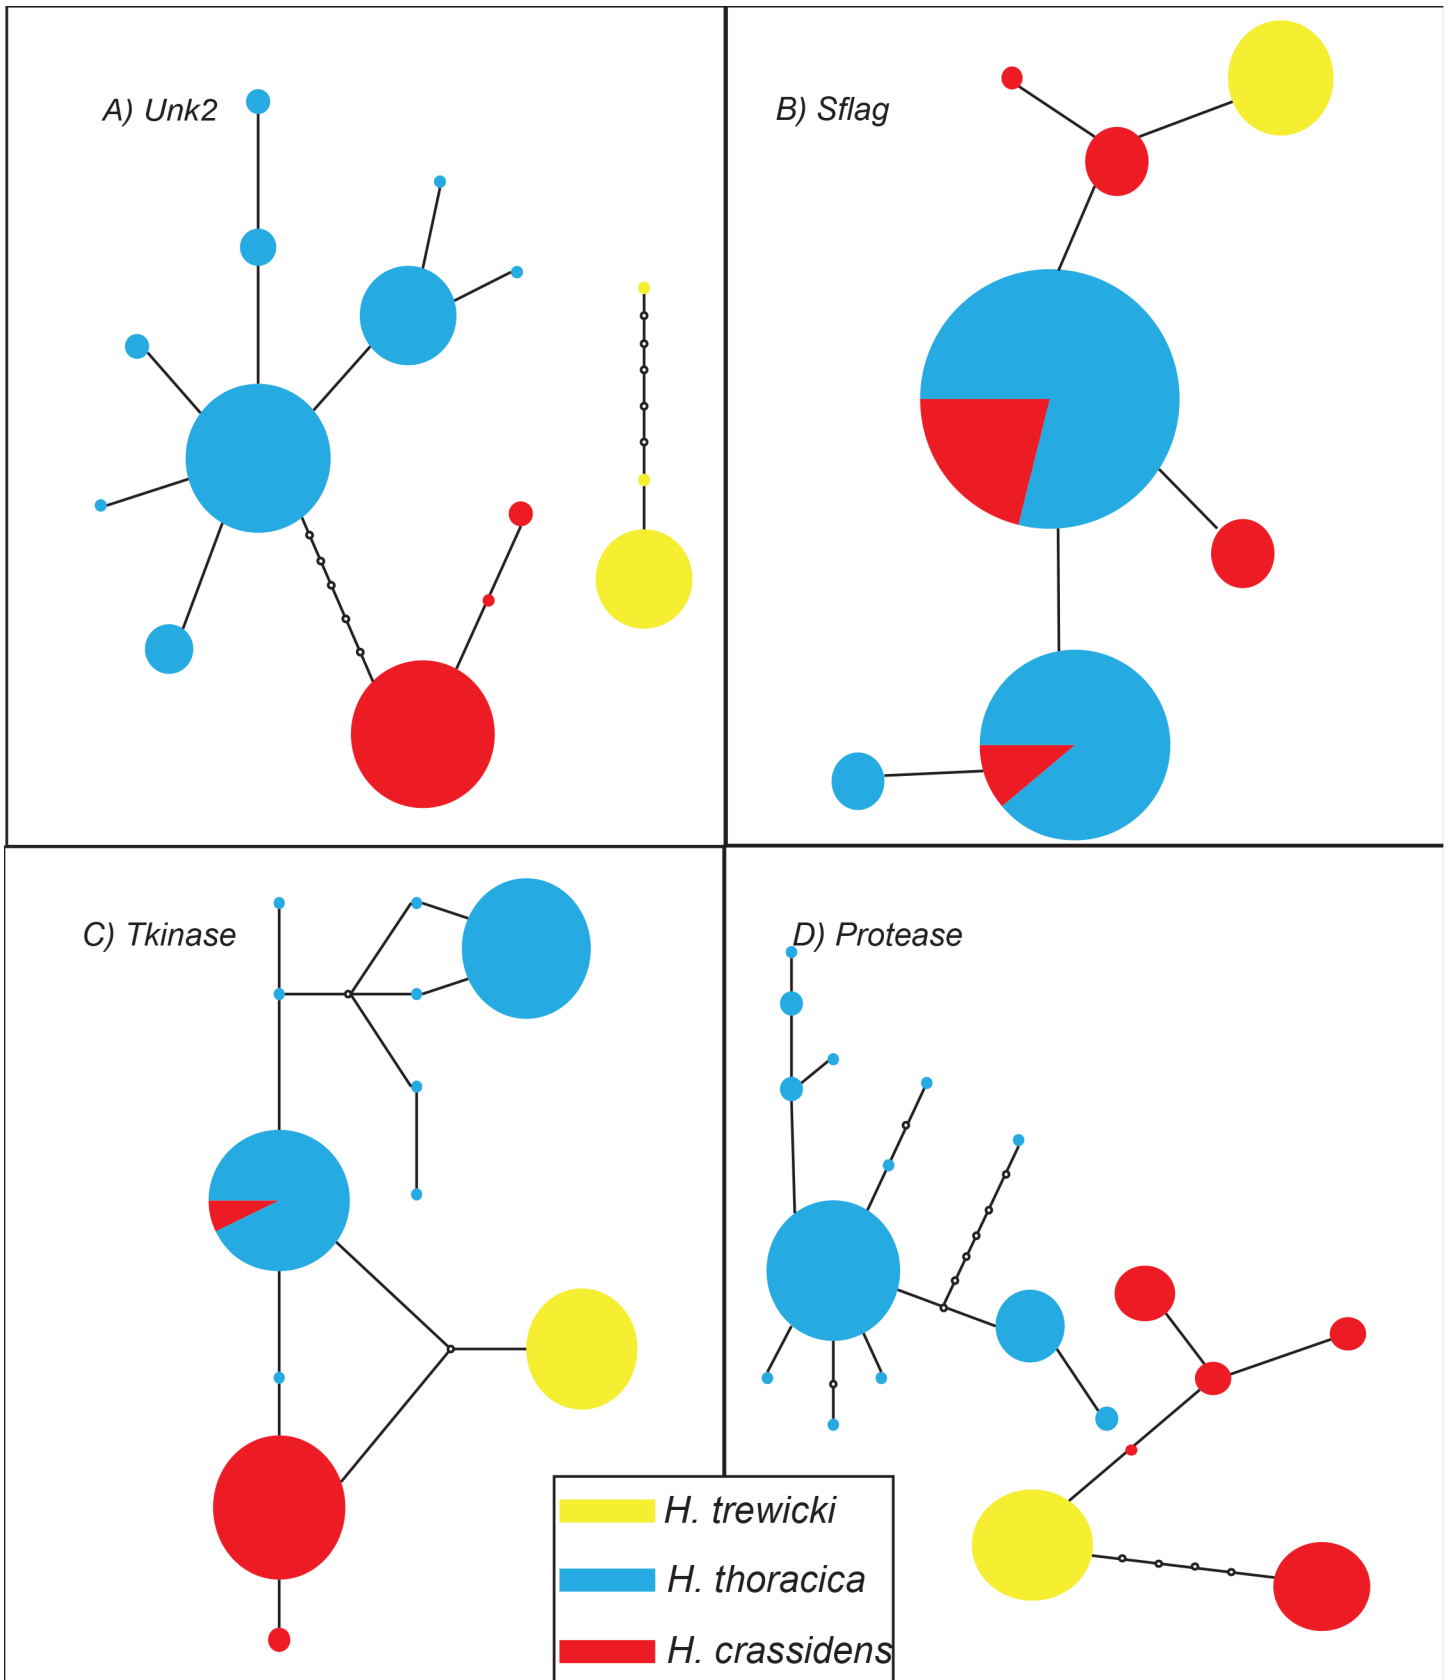 A) Unk2
B) Sflag
C) Tkinase
D) Protease
H. trewicki
H. thoracica
H. crassidens